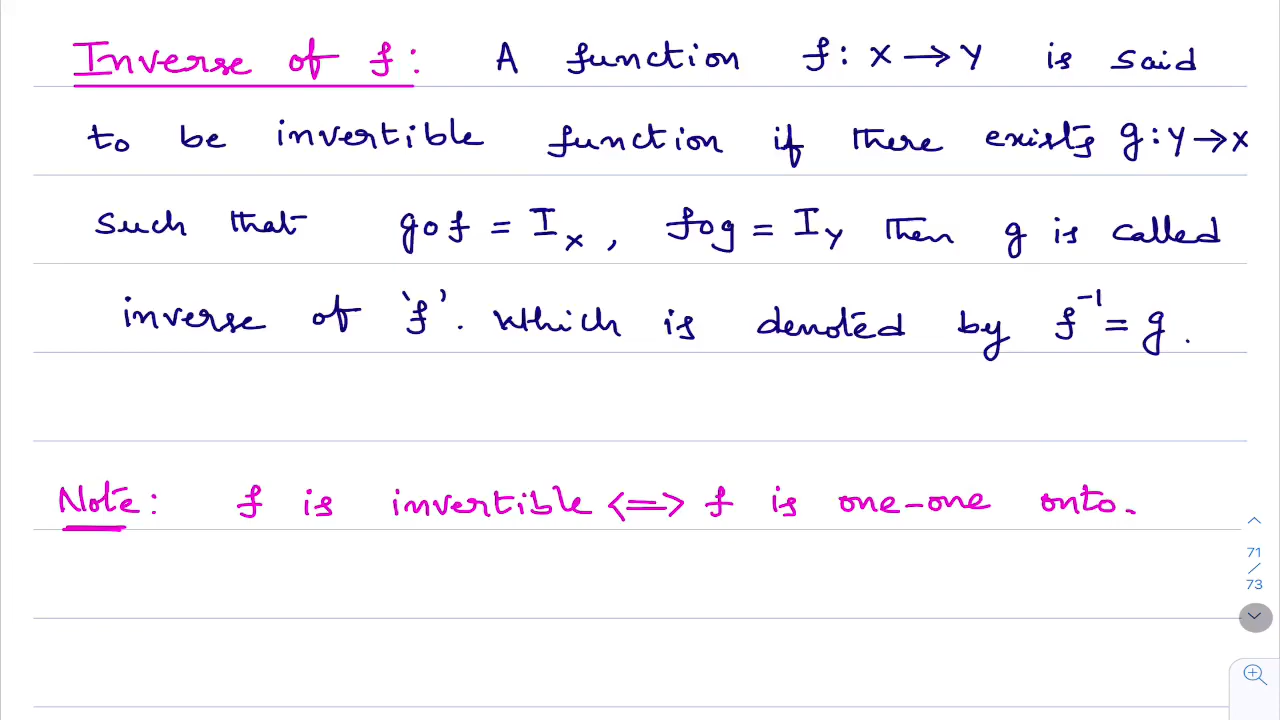 Inverse of f: A function f: X → Y is said
to be invertible function if there exists g: Y → X
such that gof = I_X, fog = I_Y then g is called
inverse of 'f'. which is denoted by f⁻¹ = g.
Note: f is invertible <=> f is one-one onto.
71
/
73